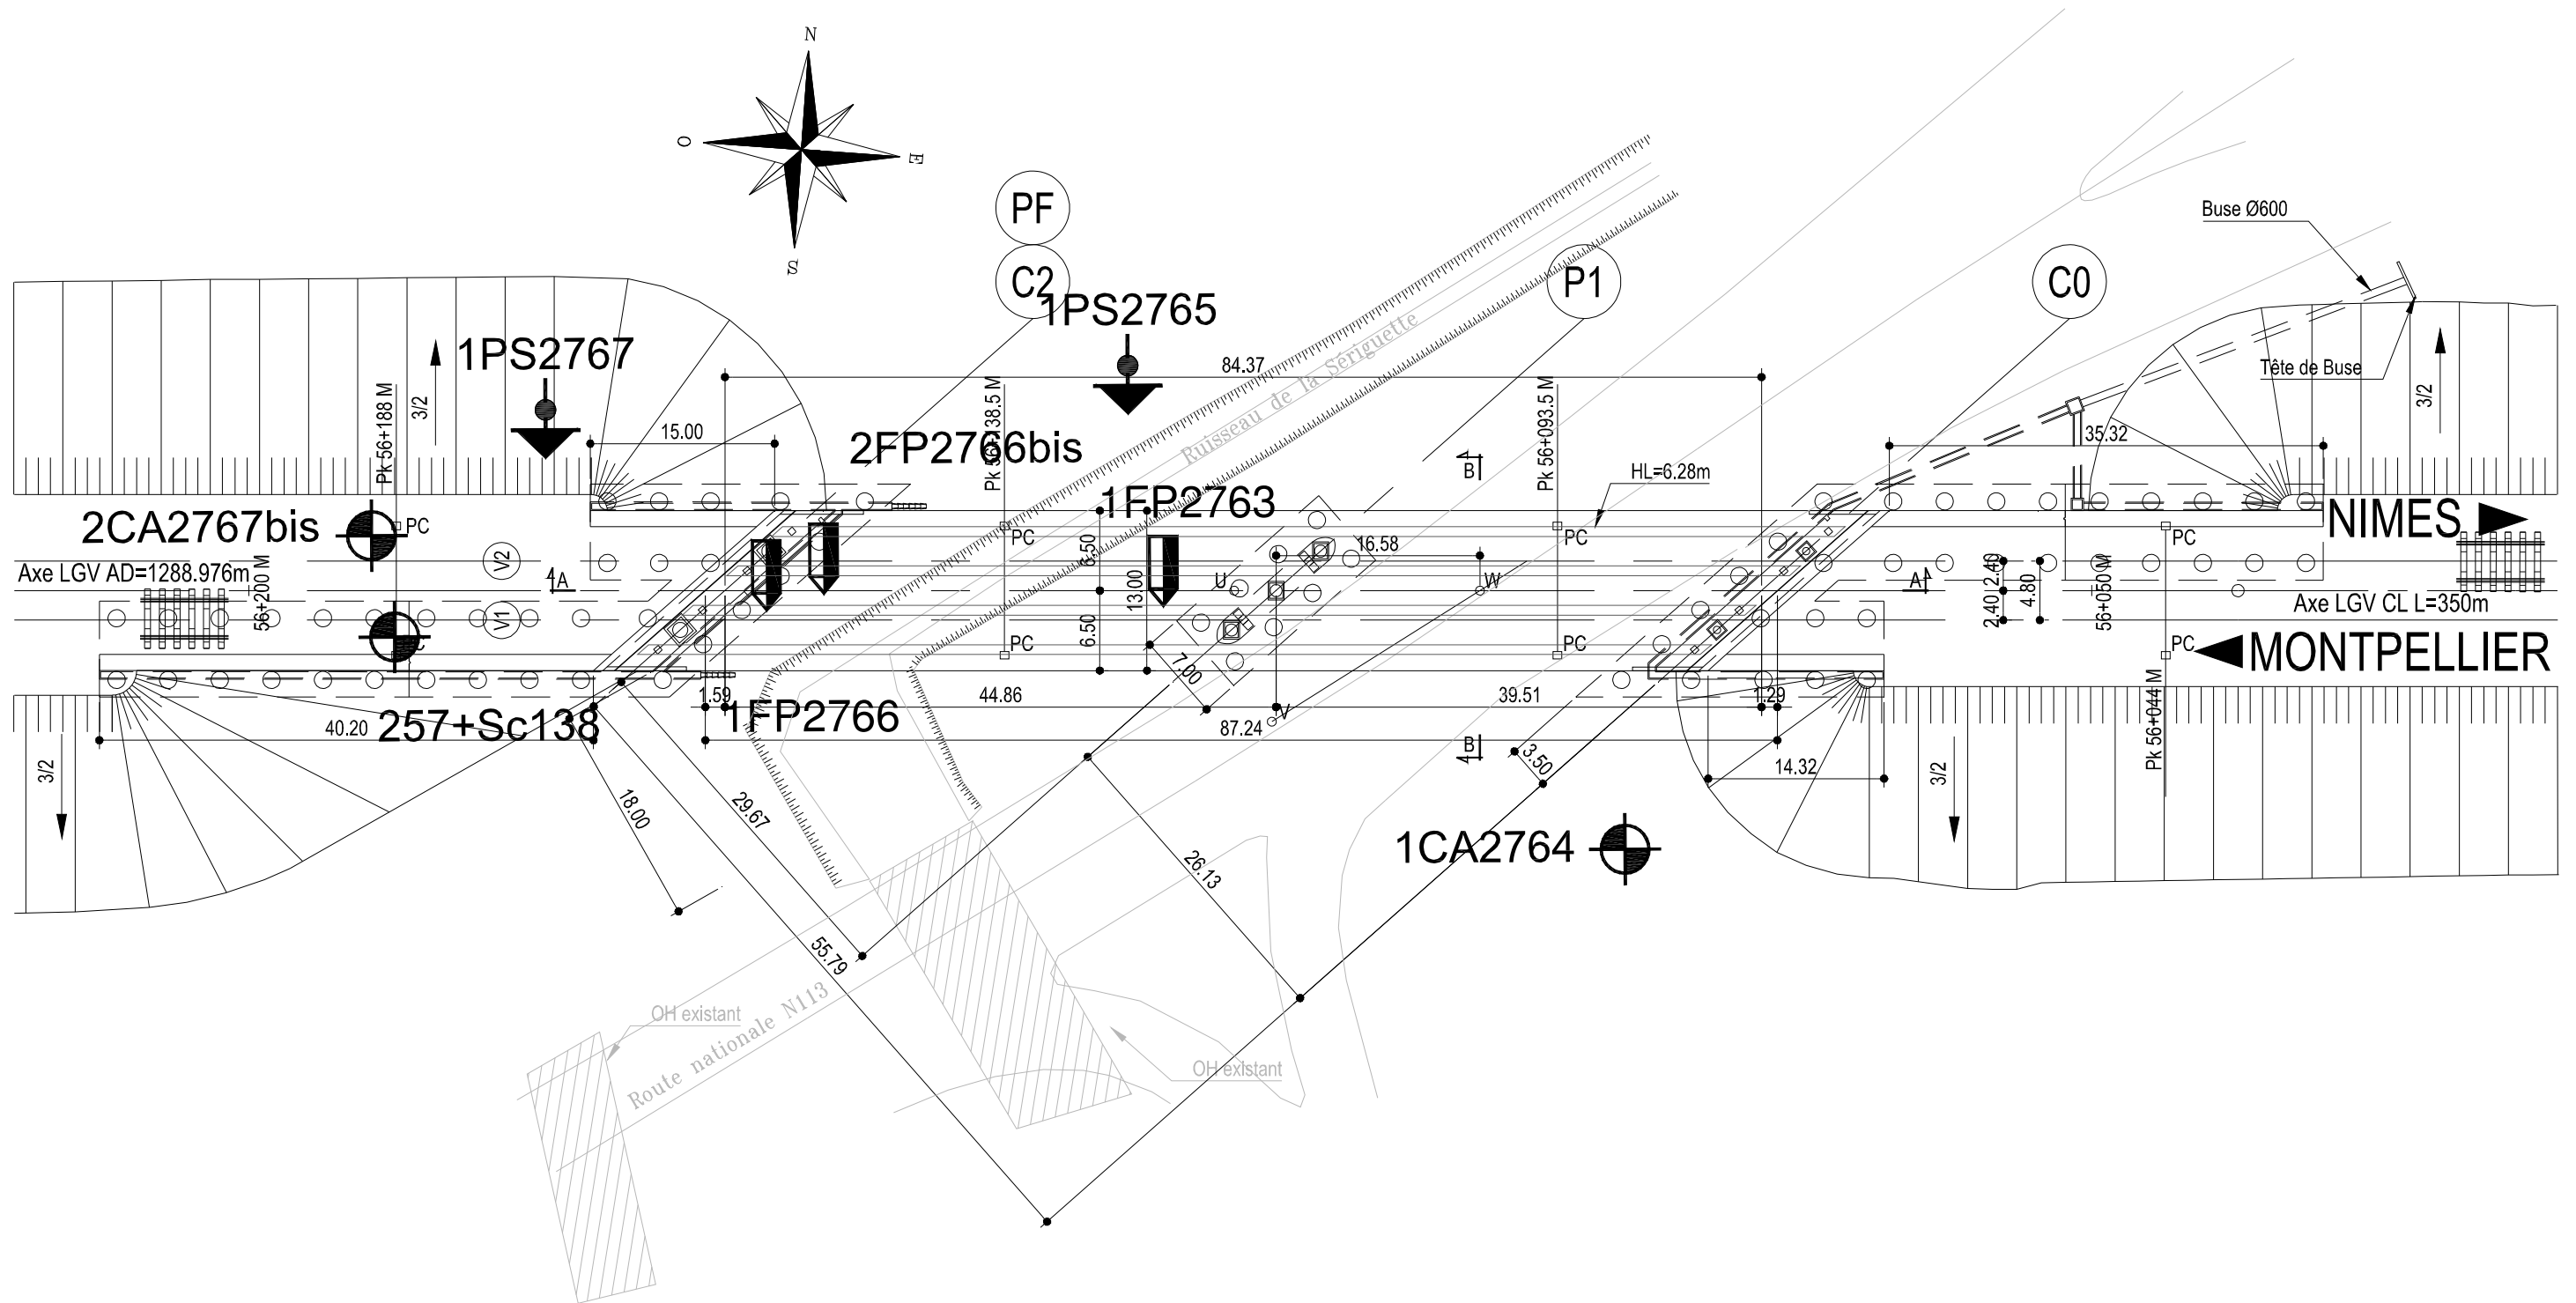 N
O
E
S
PF
C2
P1
C0
Buse Ø600
Tête de Buse
1PS2765
1PS2767
84.37
Ruisseau de la Sériguette
Pk 56+188 M
3/2
15.00
2FP2766bis
Pk 56+138.5 M
Pk 56+093.5 M
B
HL=6.28m
35.32
3/2
2CA2767bis
PC
1FP2763
PC
PC
PC
NIMES
V2
Axe LGV AD=1288.976m
56+200 M
A
6.50
13.00
16.58
U
W
A
2.40
2.40
4.80
56+050 M
Axe LGV CL L=350m
V1
6.50
PC
PC
PC
MONTPELLIER
7.00
1.59
44.86
V
39.51
1.29
40.20
257+Sc138
1FP2766
87.24
B
Pk 56+044 M
3/2
18.00
29.67
3.50
14.32
3/2
26.13
1CA2764
55.79
OH existant
Route nationale N113
OH existant